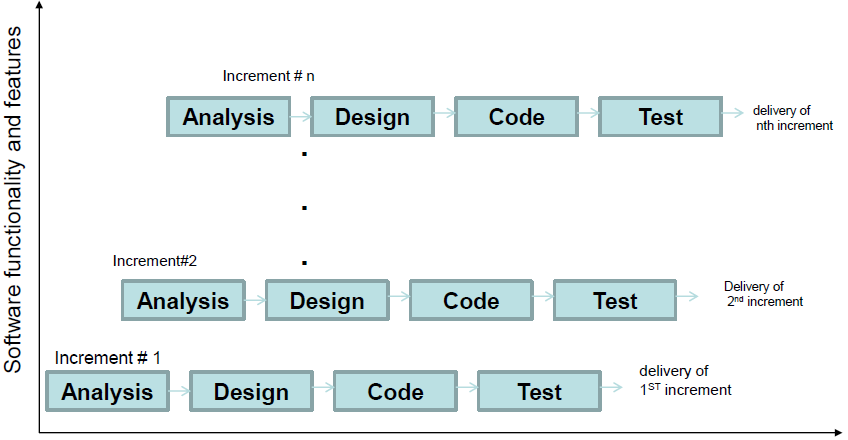 Software functionality and features
Increment # n
Analysis
Design
Code
Test
delivery of
nth increment
Increment#2
Analysis
Design
Code
Test
Delivery of
2nd increment
Increment # 1
Analysis
Design
Code
Test
delivery of
1ST increment